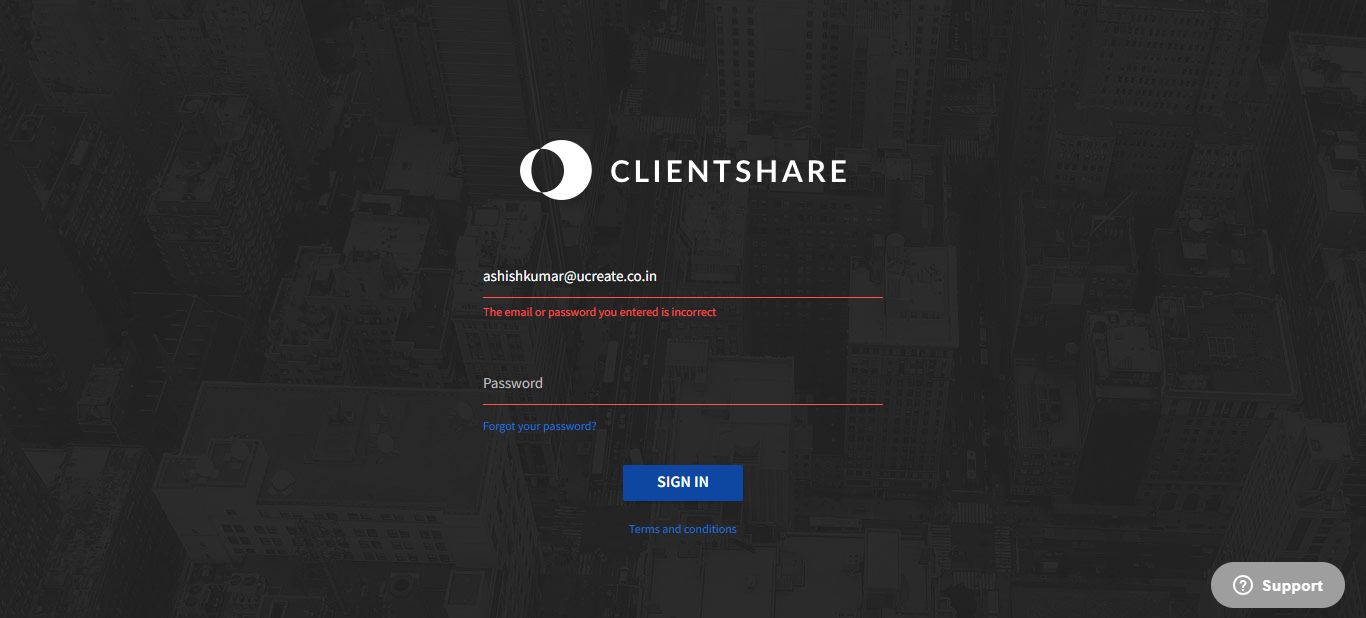 CLIENTSHARE
ashishkumar@ucreate.co.in
The email or password you entered is incorrect
Password
Forgot your password?
SIGN IN
Terms and conditions
Support